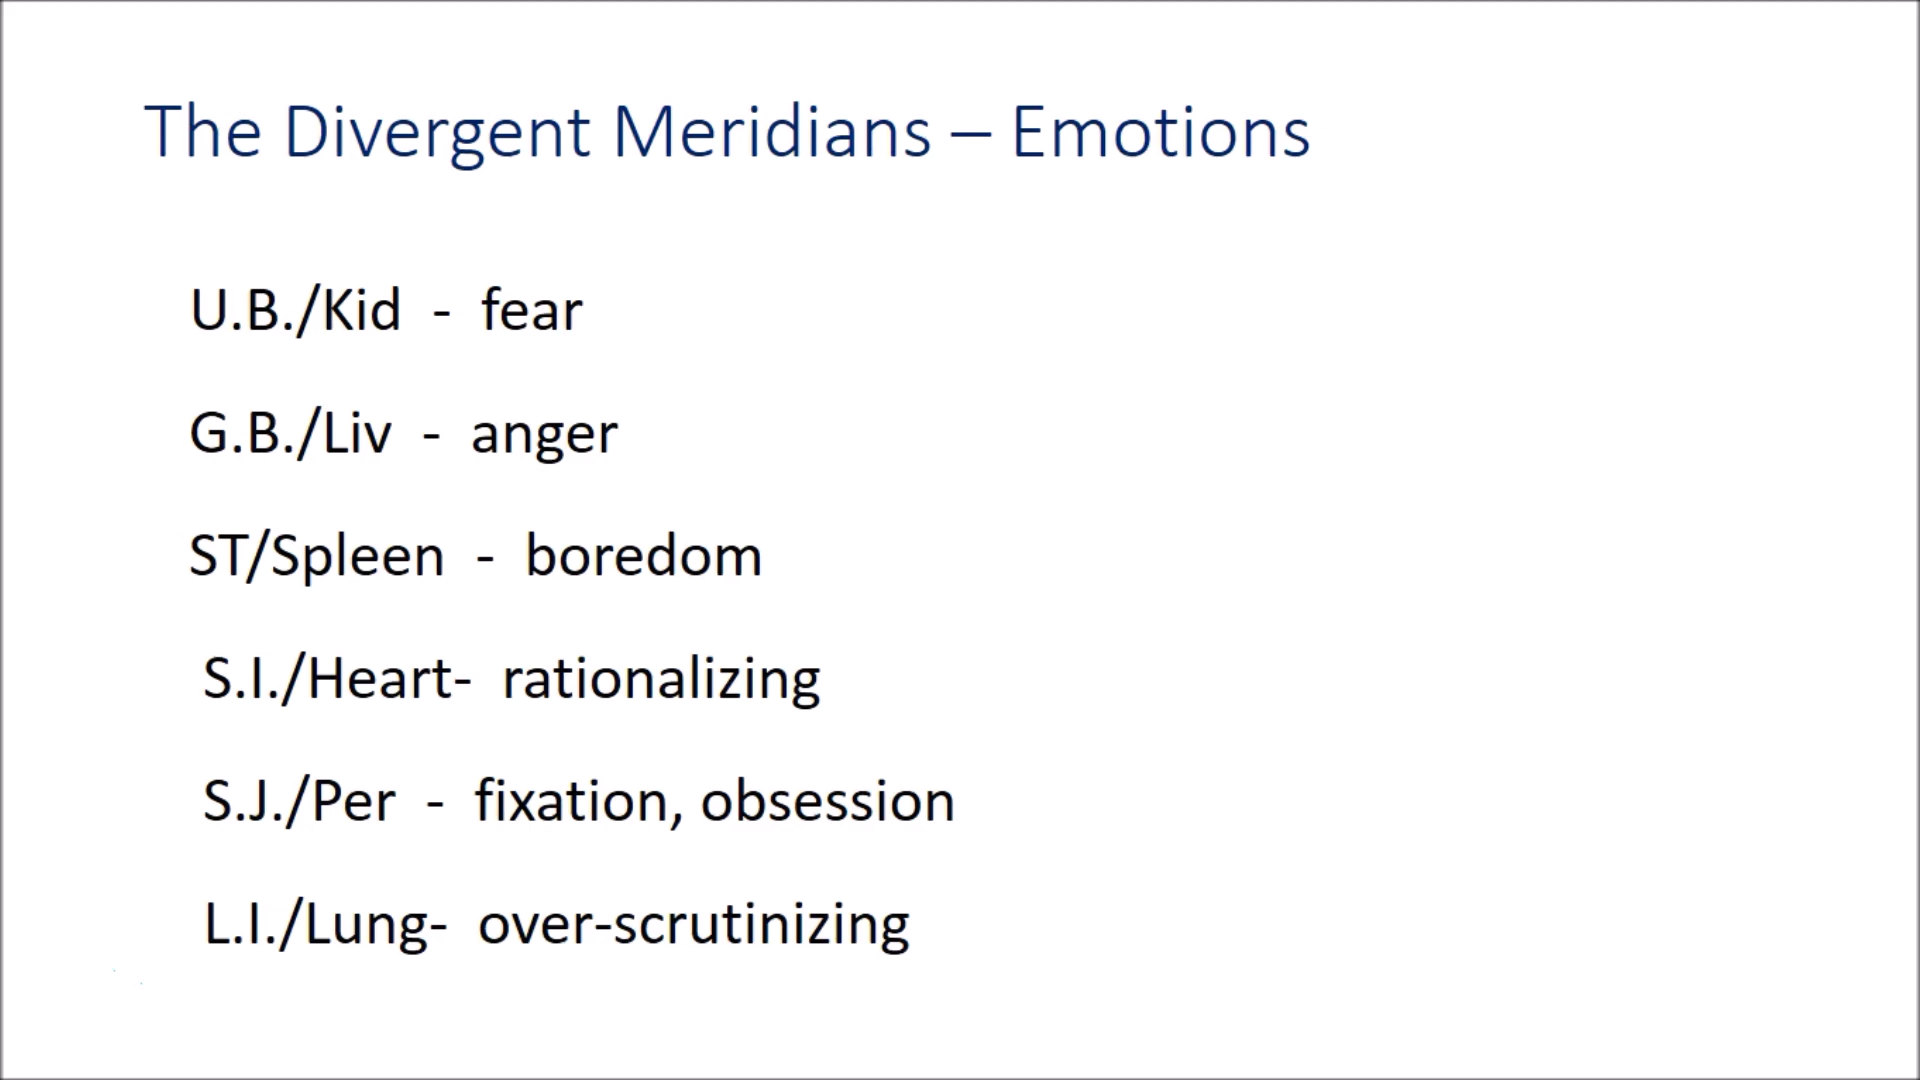 The Divergent Meridians – Emotions
U.B./Kid - fear
G.B./Liv - anger
ST/Spleen - boredom
S.I./Heart- rationalizing
S.J./Per - fixation, obsession
L.I./Lung- over-scrutinizing